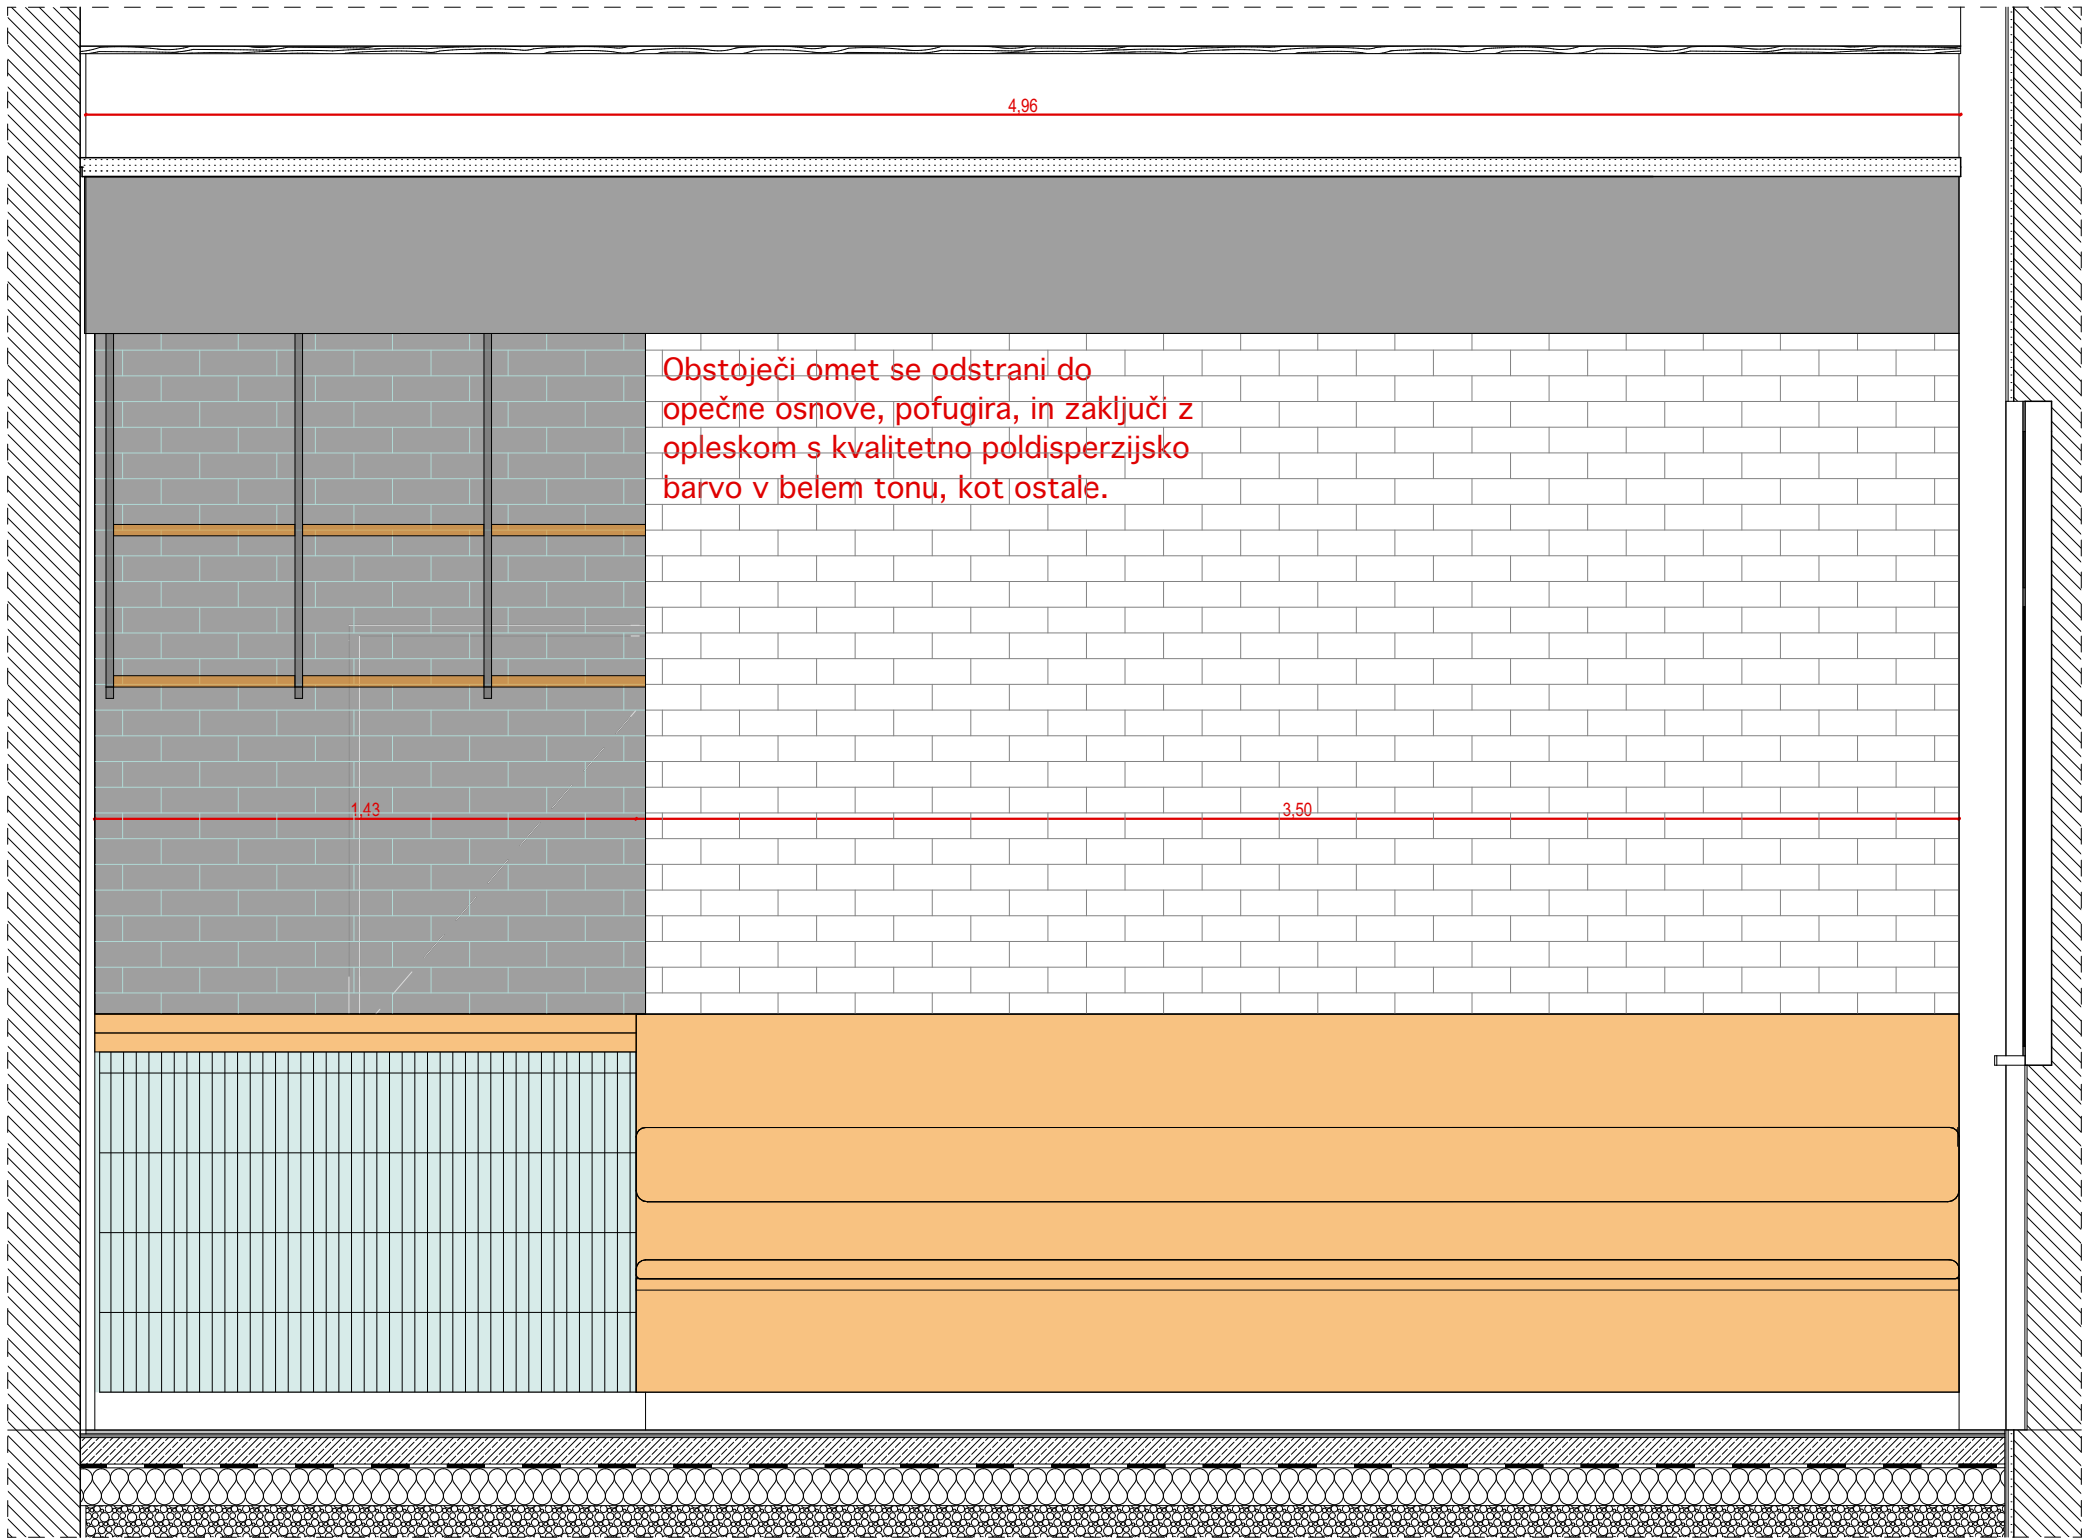 4,96
Obstoječi omet se odstrani do
opečne osnove, pofugira, in zaključi z
opleskom s kvalitetno poldisperzijsko
barvo v belem tonu, kot ostale.
1,43
3,50